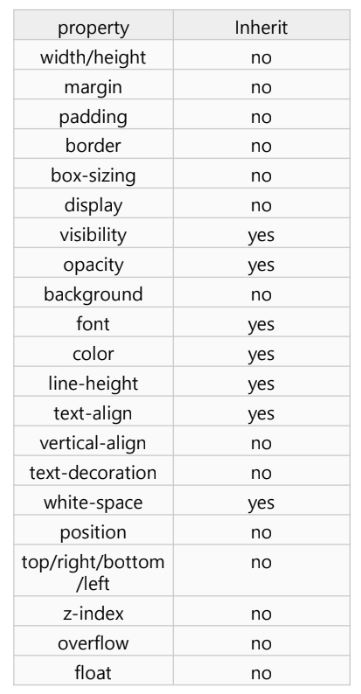 property Inherit
width/height no
margin no
padding no
border no
box-sizing no
display no
visibility yes
opacity yes
background no
font yes
color yes
line-height yes
text-align yes
vertical-align no
text-decoration no
white-space yes
position no
top/right/bottom no
/left
z-index no
overflow no
float no